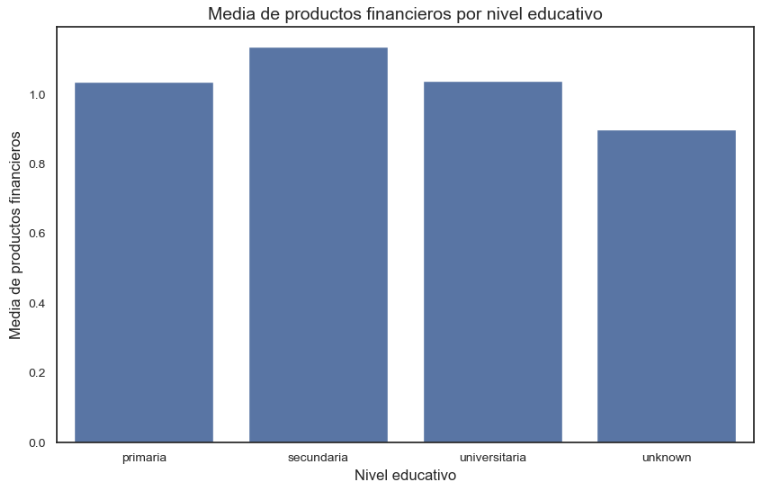 Media de productos financieros por nivel educativo
Media de productos financieros
1.0
0.8
0.6
0.4
0.2
0.0
primaria
secundaria
universitaria
unknown
Nivel educativo